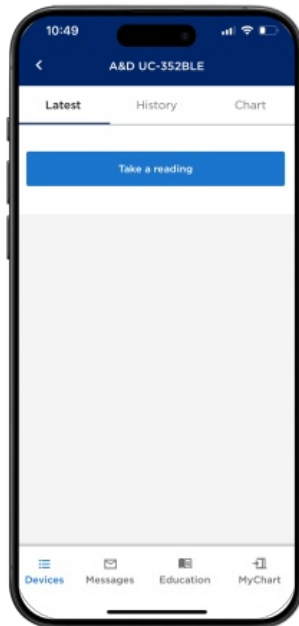 10:49
A&D UC-352BLE
Latest History Chart
Take a reading
Devices Messages Education MyChart